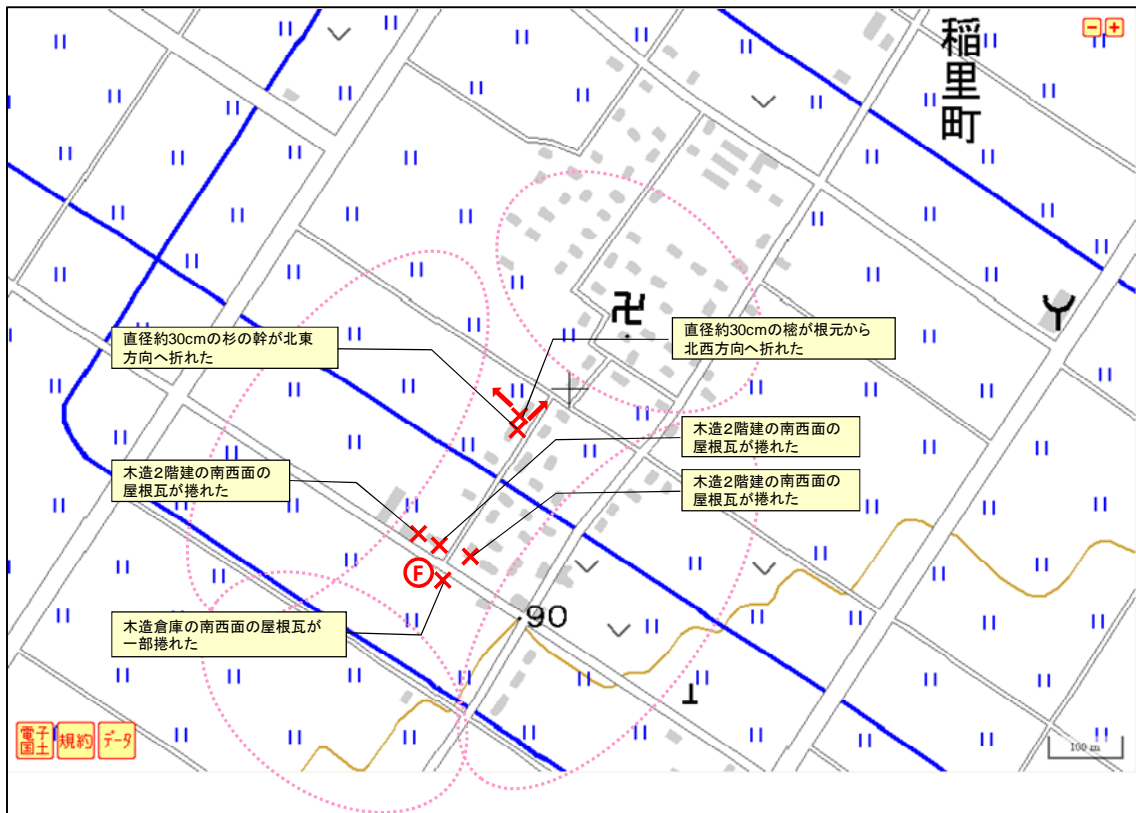 稲里町
直径約30cmの杉の幹が北東
方向へ折れた
直径約30cmの樒が根元から
北西方向へ折れた
木造2階建の南西面の
屋根瓦が捲れた
木造2階建の南西面の
屋根瓦が捲れた
木造2階建の南西面の
屋根瓦が捲れた
F
木造倉庫の南西面の屋根瓦が
一部捲れた
90
電子
国土
規約
データ
100 m